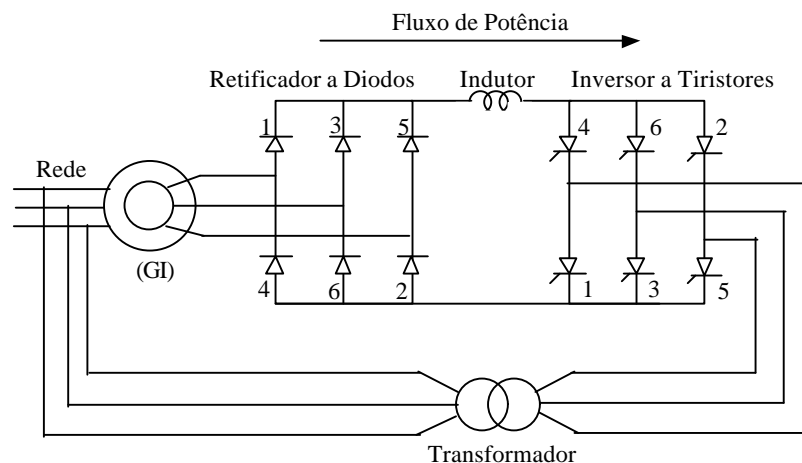 Fluxo de Potência
Retificador a Diodos Indutor Inversor a Tiristores
1 3 5 4 6 2
Rede
(GI)
4 6 2 1 3 5
Transformador